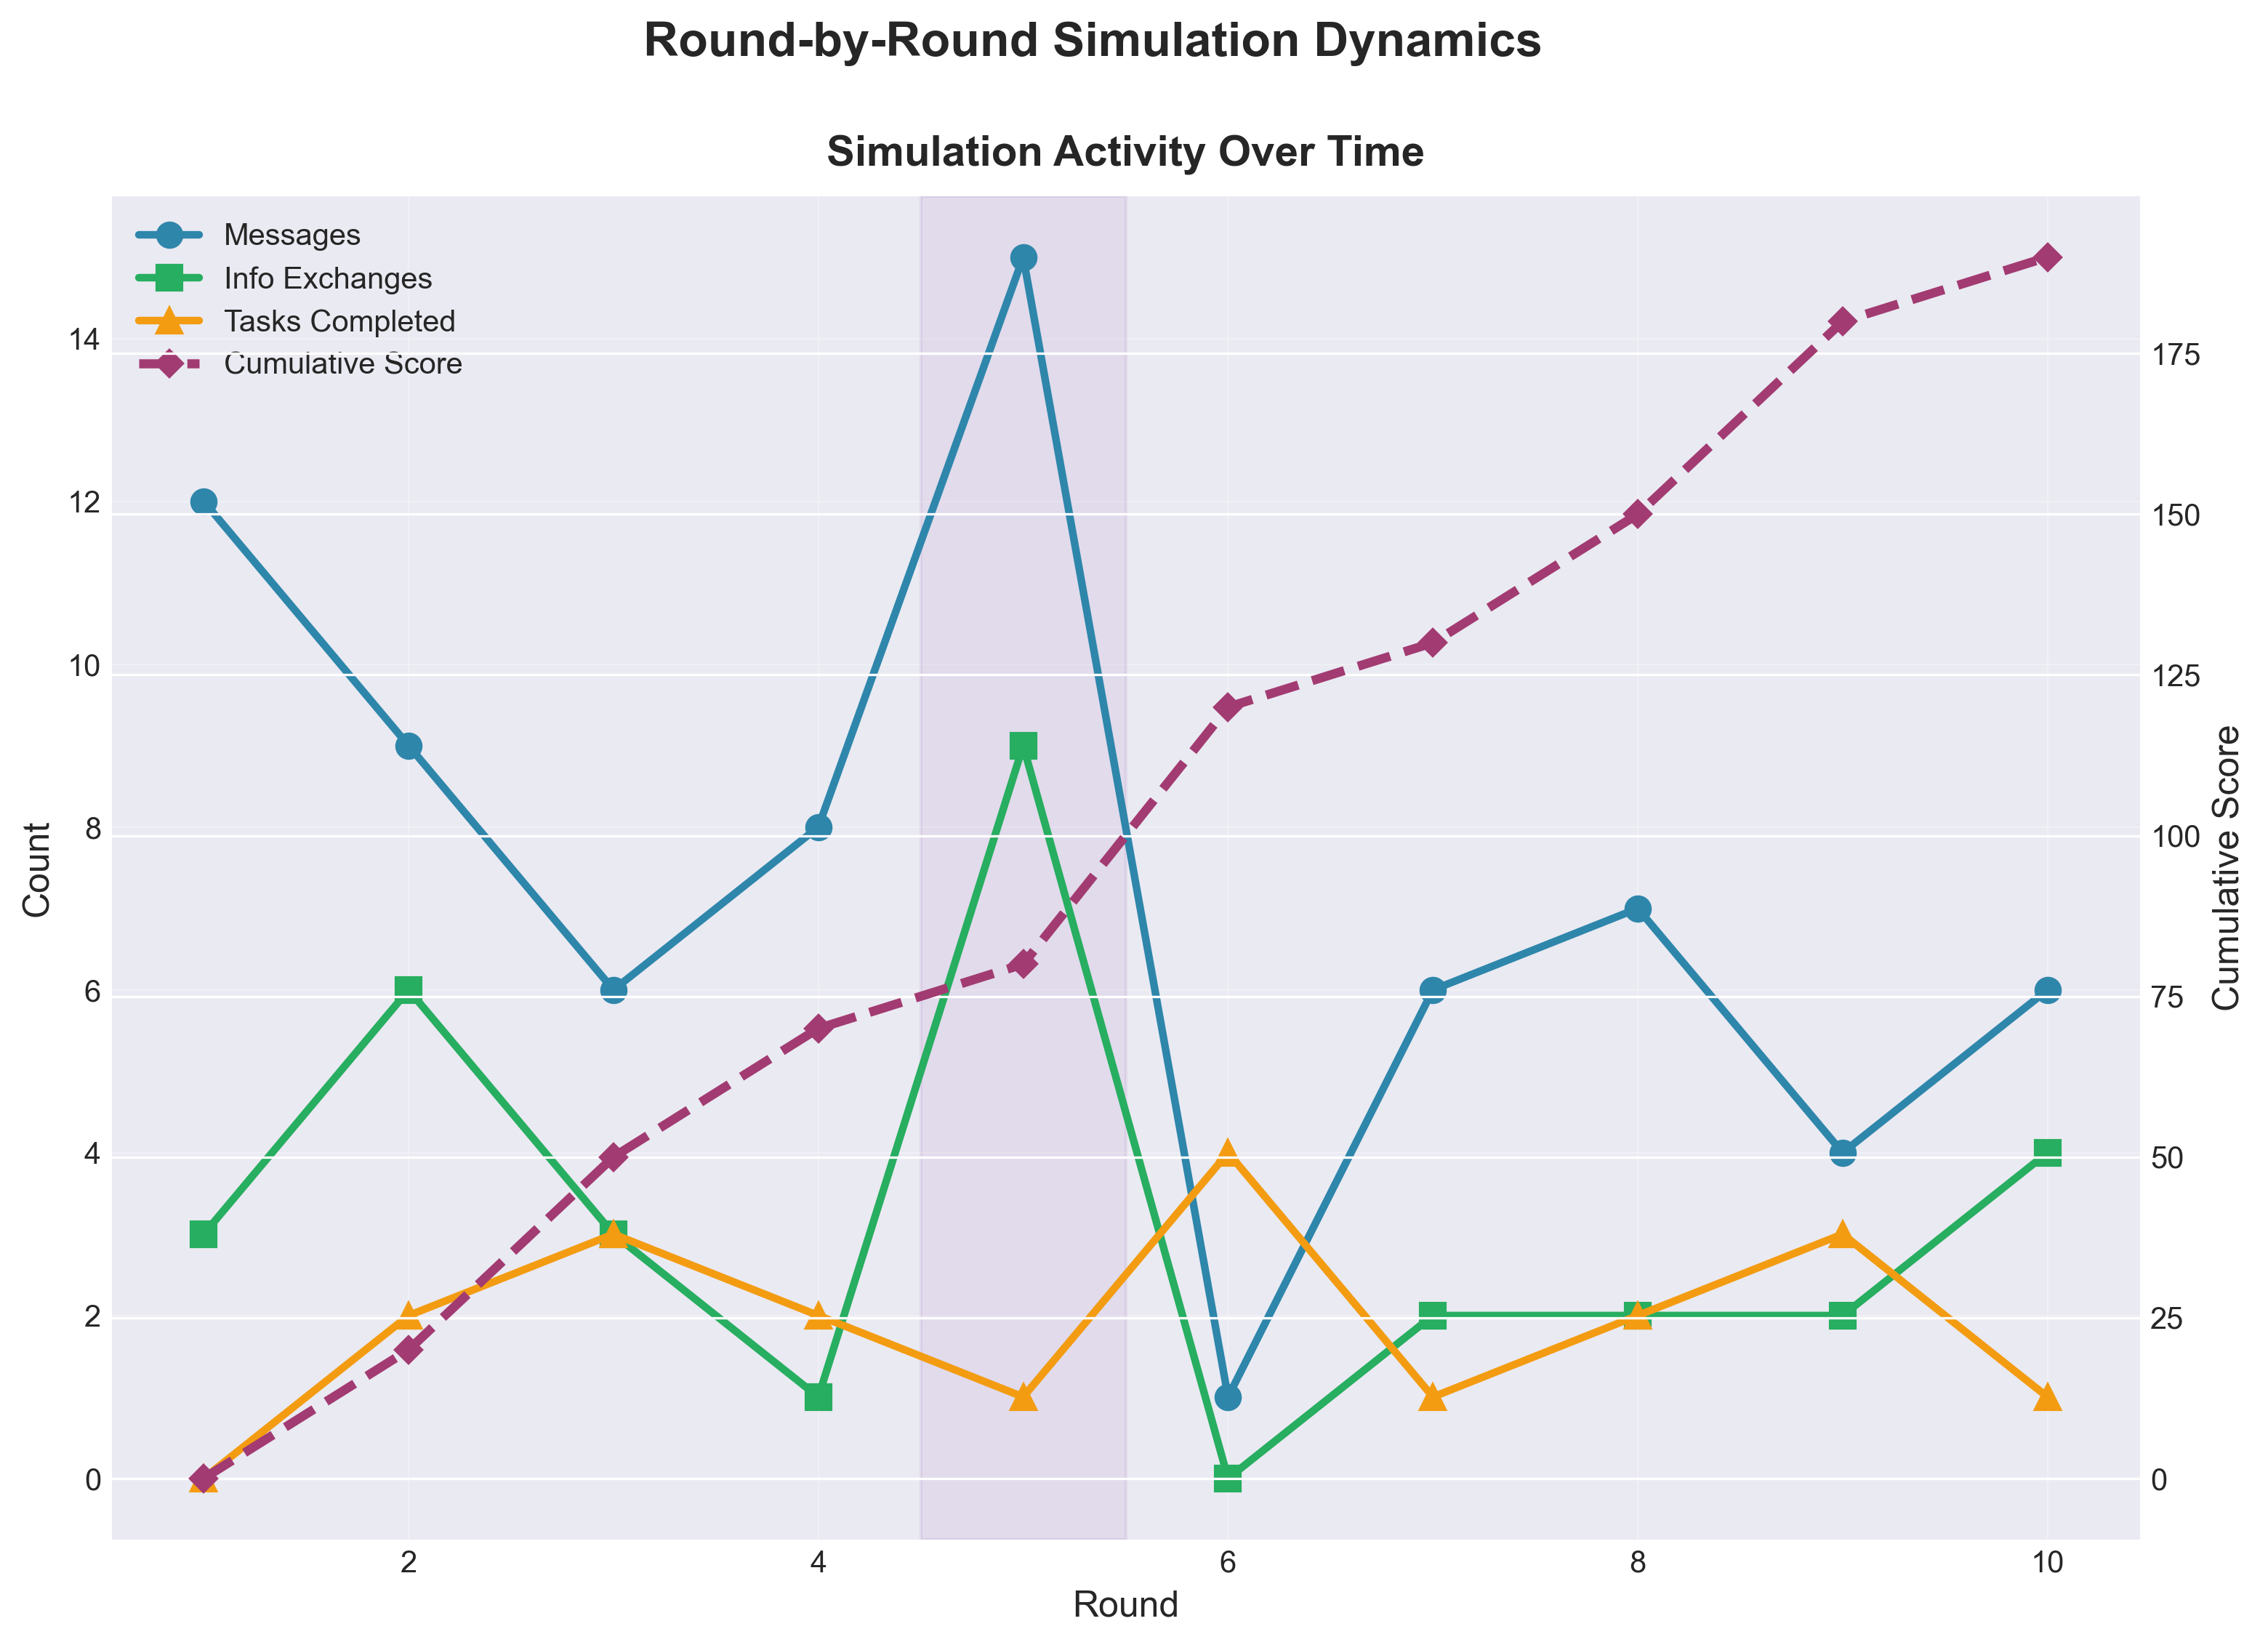 Round-by-Round Simulation Dynamics
Simulation Activity Over Time
Messages
Info Exchanges
Tasks Completed
Cumulative Score
14
12
10
8
6
4
2
0
Count
175
150
125
100
75
50
25
0
Cumulative Score
2
4
6
8
10
Round